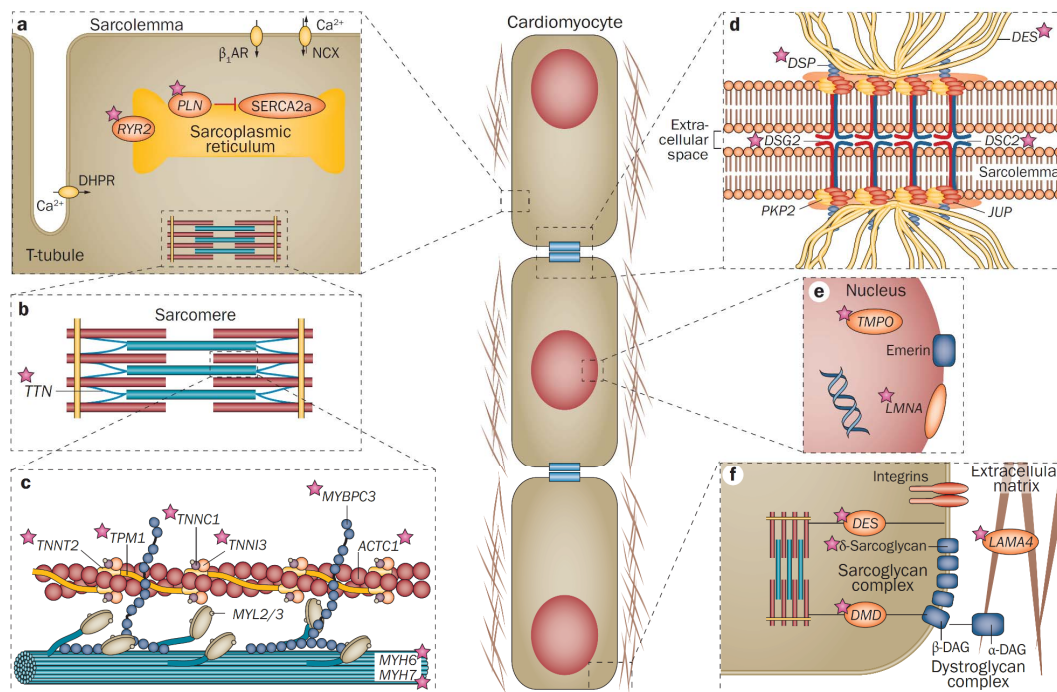 a
Sarcolemma
Ca²⁺
β₁AR
NCX
PLN
SERCA2a
RYR2
Sarcoplasmic
reticulum
DHPR
Ca²⁺
T-tubule
b
Sarcomere
TTN
c
MYBPC3
TNNC1
TNNT2
TPM1
TNNI3
ACTC1
MYL2/3
MYH6
MYH7
Cardiomyocyte
d
DES
DSP
Extra-
cellular
space
DSG2
DSC2
Sarcolemma
PKP2
JUP
e
Nucleus
TMPO
Emerin
LMNA
f
Integrins
Extracellular
matrix
DES
LAMA4
δ-Sarcoglycan
Sarcoglycan
complex
DMD
β-DAG
α-DAG
Dystroglycan
complex